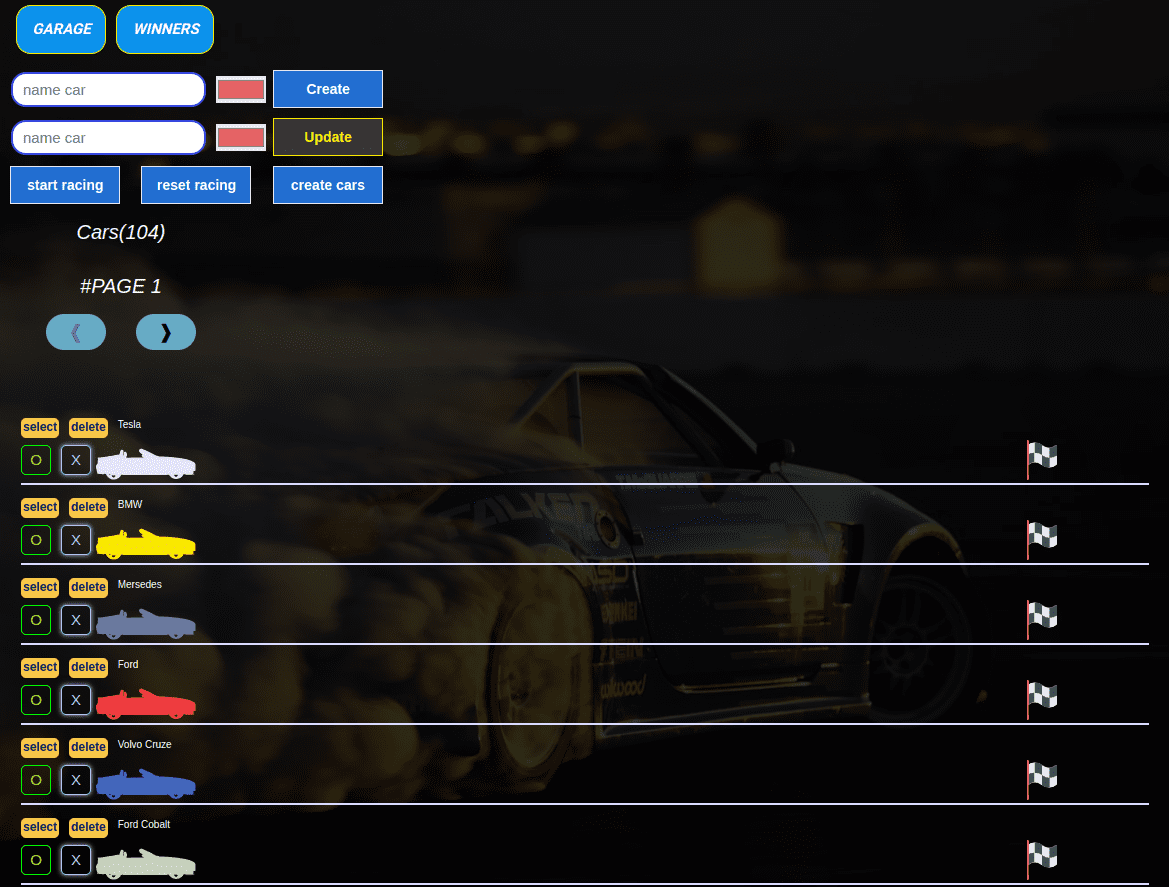 GARAGE WINNERS
name car Create
name car Update
start racing reset racing create cars
Cars(104)
#PAGE 1
《 》
select delete Tesla
O X
select delete BMW
O X
select delete Mersedes
O X
select delete Ford
O X
select delete Volvo Cruze
O X
select delete Ford Cobalt
O X
FALKEN